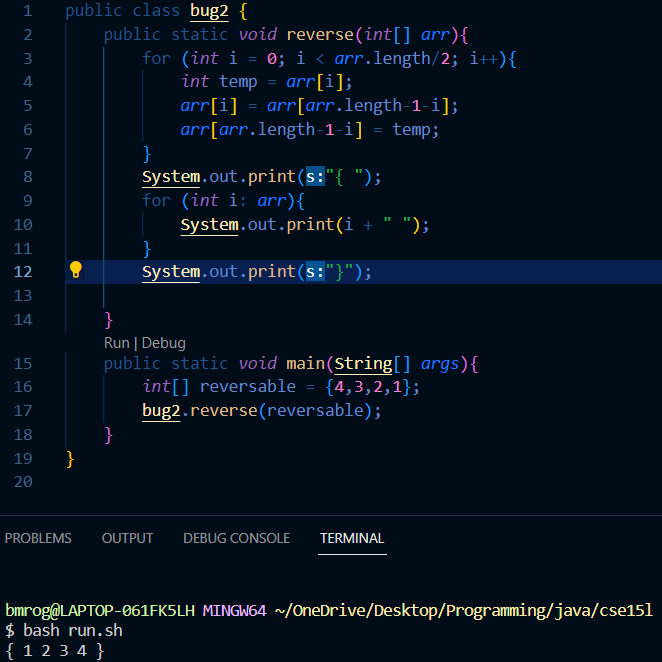 1 public class bug2 {
2 public static void reverse(int[] arr){
3 for (int i = 0; i < arr.length/2; i++){
4 int temp = arr[i];
5 arr[i] = arr[arr.length-1-i];
6 arr[arr.length-1-i] = temp;
7 }
8 System.out.print(s:"{ ");
9 for (int i: arr){
10 System.out.print(i + " ");
11 }
12 System.out.print(s:"}");
13
14 }
Run | Debug
15 public static void main(String[] args){
16 int[] reversable = {4,3,2,1};
17 bug2.reverse(reversable);
18 }
19 }
20
PROBLEMS OUTPUT DEBUG CONSOLE TERMINAL
bmrog@LAPTOP-061FK5LH MINGW64 ~/OneDrive/Desktop/Programming/java/cse15l
$ bash run.sh
{ 1 2 3 4 }